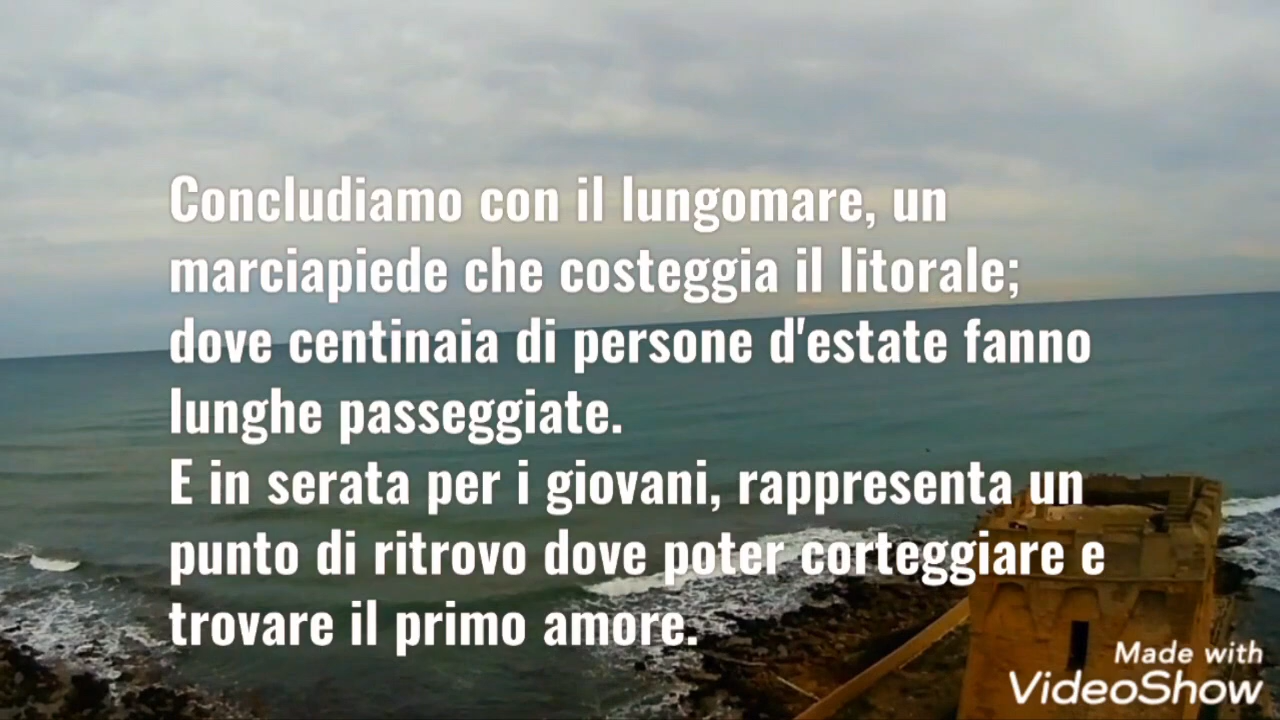 Concludiamo con il lungomare, un
marciapiede che costeggia il litorale;
dove centinaia di persone d'estate fanno
lunghe passeggiate.
E in serata per i giovani, rappresenta un
punto di ritrovo dove poter corteggiare e
trovare il primo amore.
Made with
VideoShow